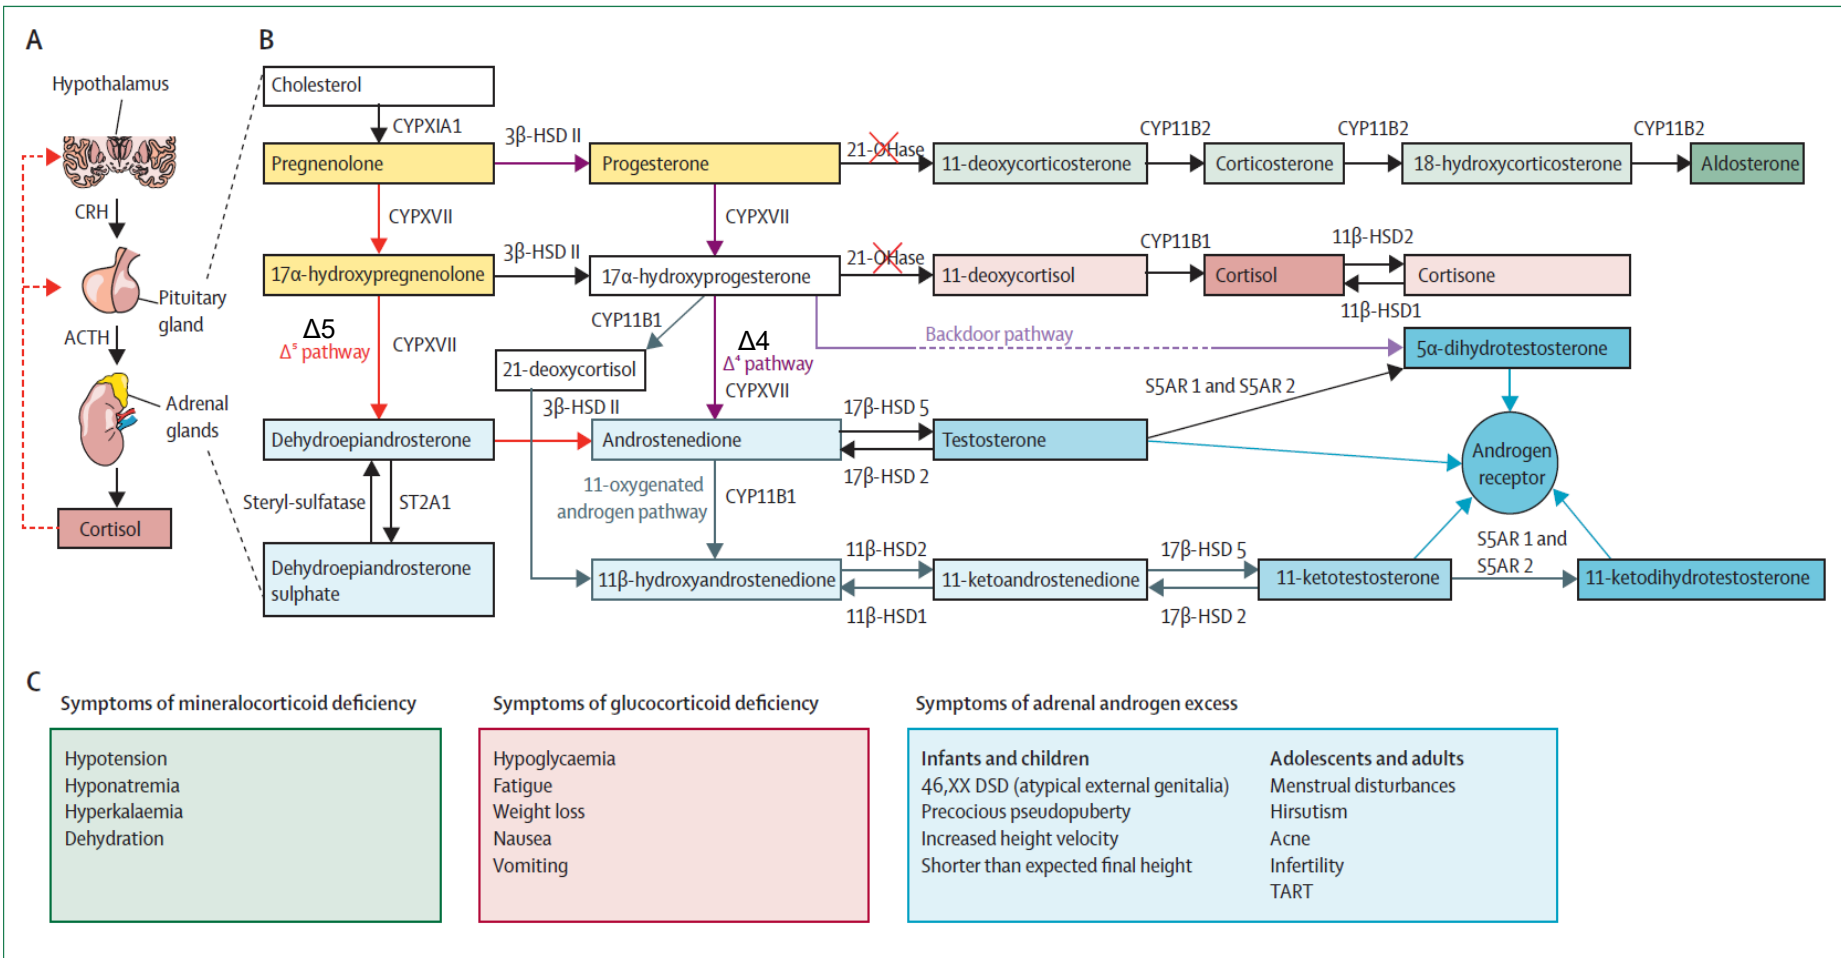 A
B
Hypothalamus
CRH
Pituitary
gland
ACTH
Adrenal
glands
Cortisol
Cholesterol
CYPXIA1
Pregnenolone
3β-HSD II
Progesterone
21-OHase
11-deoxycorticosterone
CYP11B2
Corticosterone
CYP11B2
18-hydroxycorticosterone
CYP11B2
Aldosterone
CYPXVII
CYPXVII
17α-hydroxypregnenolone
3β-HSD II
17α-hydroxyprogesterone
21-OHase
11-deoxycortisol
CYP11B1
Cortisol
11β-HSD2
11β-HSD1
Cortisone
Δ5
Δ⁵ pathway
CYPXVII
CYP11B1
21-deoxycortisol
Δ4
Δ⁴ pathway
CYPXVII
Backdoor pathway
5α-dihydrotestosterone
S5AR 1 and S5AR 2
Dehydroepiandrosterone
3β-HSD II
Androstenedione
17β-HSD 5
17β-HSD 2
Testosterone
Androgen
receptor
Steryl-sulfatase
ST2A1
11-oxygenated
androgen pathway
CYP11B1
Dehydroepiandrosterone
sulphate
11β-hydroxyandrostenedione
11β-HSD2
11β-HSD1
11-ketoandrostenedione
17β-HSD 5
17β-HSD 2
11-ketotestosterone
S5AR 1 and
S5AR 2
11-ketodihydrotestosterone
C
Symptoms of mineralocorticoid deficiency
Hypotension
Hyponatremia
Hyperkalaemia
Dehydration
Symptoms of glucocorticoid deficiency
Hypoglycaemia
Fatigue
Weight loss
Nausea
Vomiting
Symptoms of adrenal androgen excess
Infants and children
46,XX DSD (atypical external genitalia)
Precocious pseudopuberty
Increased height velocity
Shorter than expected final height
Adolescents and adults
Menstrual disturbances
Hirsutism
Acne
Infertility
TART